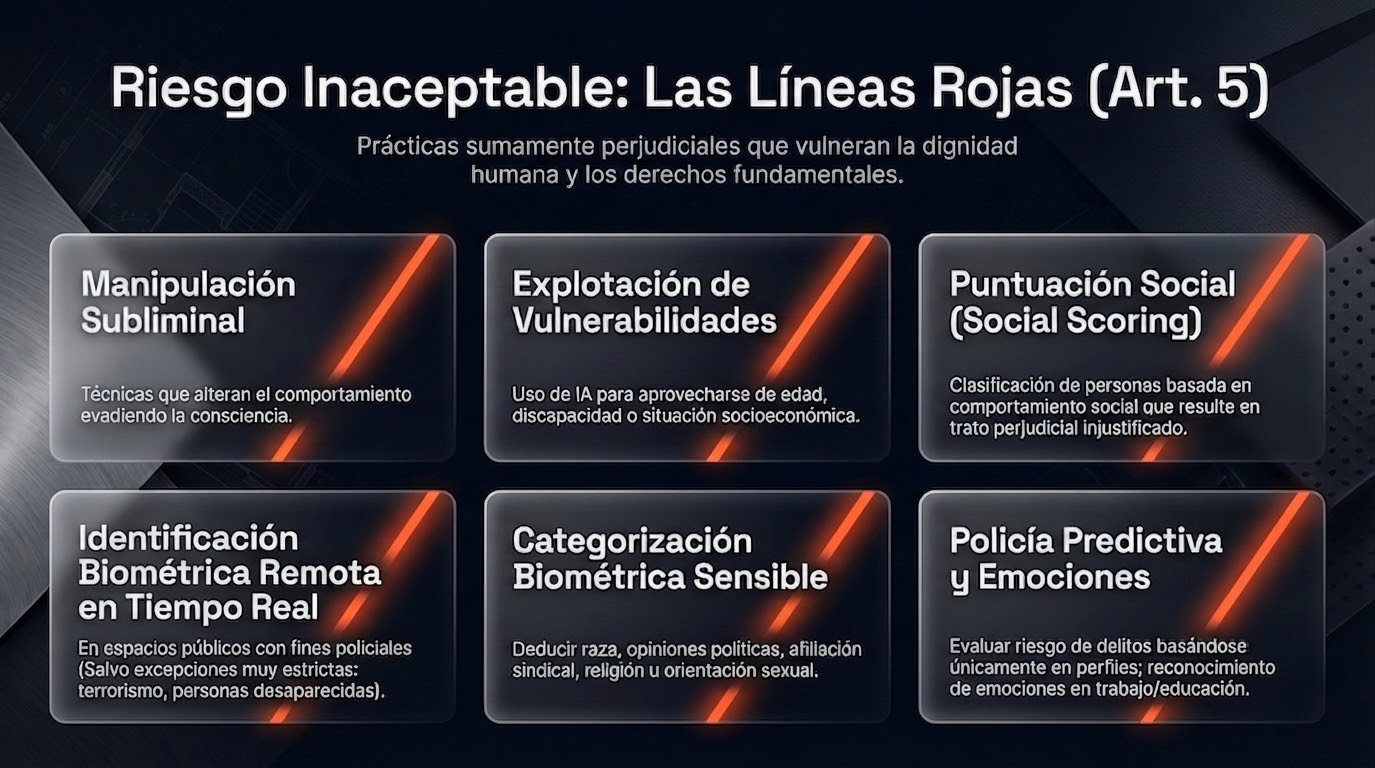 Riesgo Inaceptable: Las Líneas Rojas (Art. 5)
Prácticas sumamente perjudiciales que vulneran la dignidad
humana y los derechos fundamentales.
Manipulación
Subliminal
Técnicas que alteran el comportamiento
evadiendo la consciencia.
Explotación de
Vulnerabilidades
Uso de IA para aprovecharse de edad,
discapacidad o situación socioeconómica.
Puntuación Social
(Social Scoring)
Clasificación de personas basada en
comportamiento social que resulte en
trato perjudicial injustificado.
Identificación
Biométrica Remota
en Tiempo Real
En espacios públicos con fines policiales
(Salvo excepciones muy estrictas:
terrorismo, personas desaparecidas).
Categorización
Biométrica Sensible
Deducir raza, opiniones políticas, afiliación
sindical, religión u orientación sexual.
Policía Predictiva
y Emociones
Evaluar riesgo de delitos basándose
únicamente en perfiles; reconocimiento
de emociones en trabajo/educación.